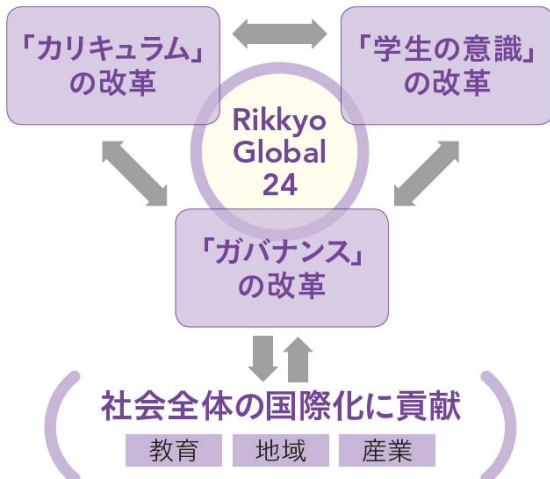 「カリキュラム」
の改革
「学生の意識」
の改革
Rikkyo
Global
24
「ガバナンス」
の改革
社会全体の国際化に貢献
教育
地域
産業